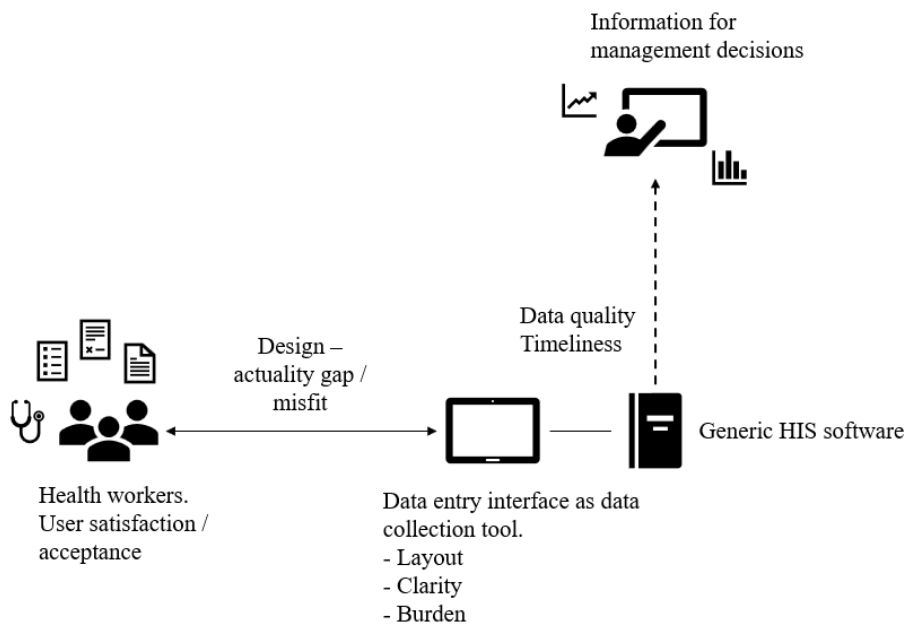 Information for
management decisions
Data quality
Timeliness
Design –
actuality gap /
misfit
Generic HIS software
Health workers.
User satisfaction /
acceptance
Data entry interface as data
collection tool.
- Layout
- Clarity
- Burden